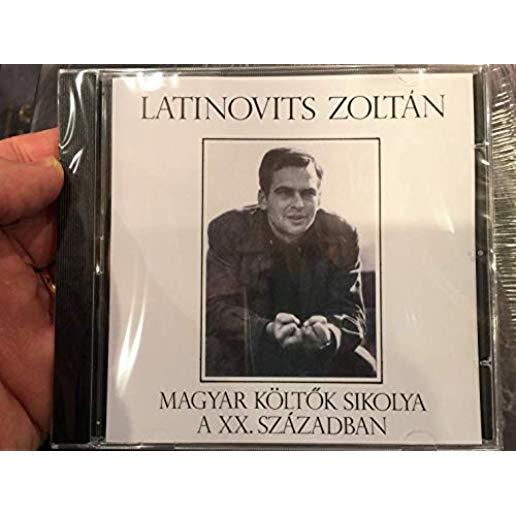 LATINOVITS ZOLTÁN
MAGYAR KÖLTŐK SIKOLYA
A XX. SZÁZADBAN